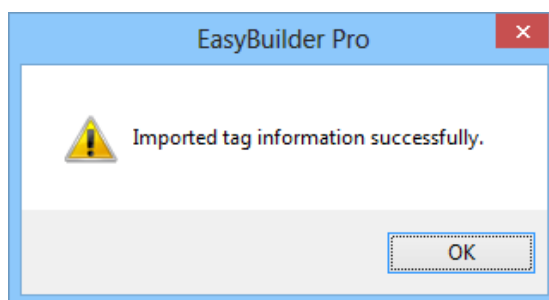 EasyBuilder Pro
Imported tag information successfully.
OK